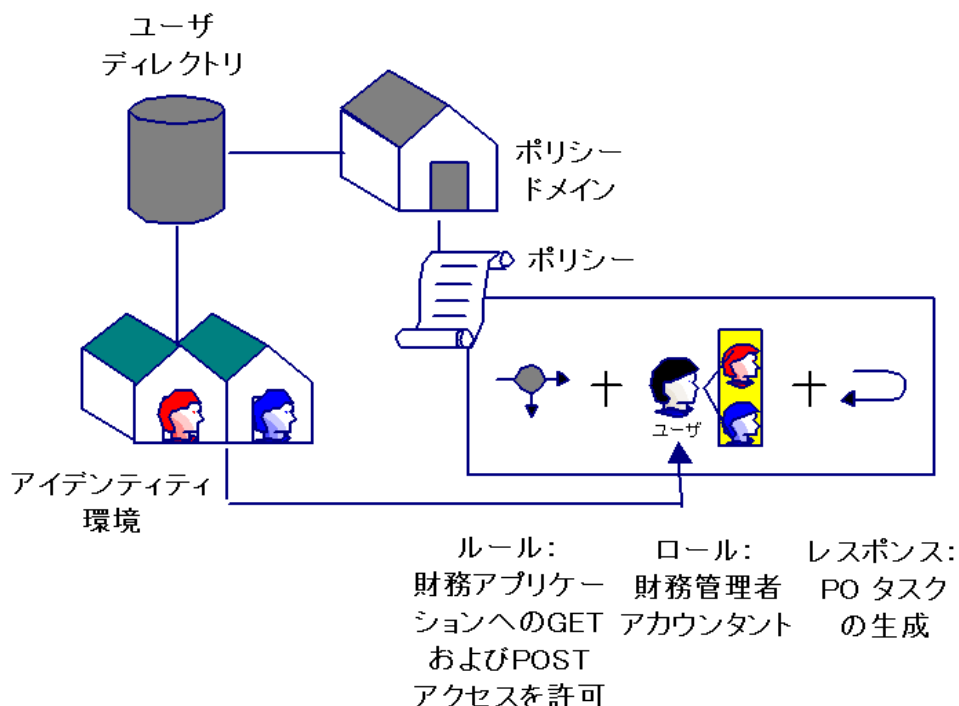 ユーザ
ディレクトリ
ポリシー
ドメイン
ポリシー
ユーザ
アイデンティティ
環境
ルール：
財務アプリケー
ションへのGET
およびPOST
アクセスを許可
ロール：
財務管理者
アカウンタント
レスポンス：
PO タスク
の生成